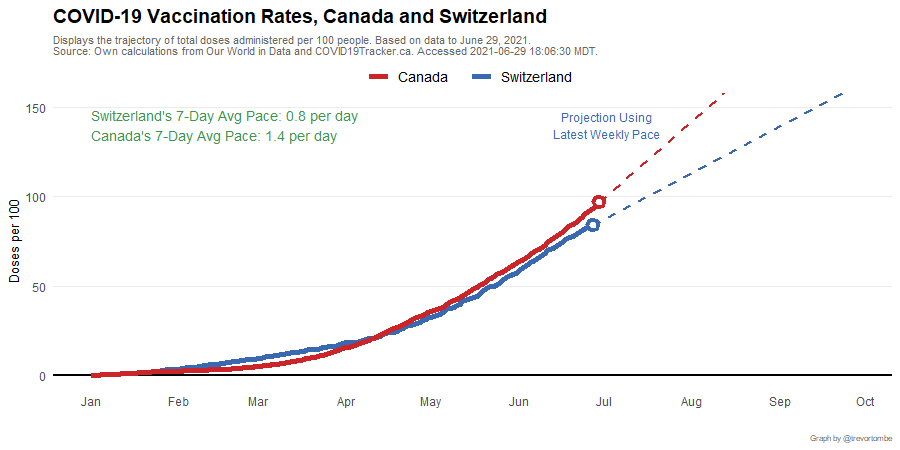 COVID-19 Vaccination Rates, Canada and Switzerland
Displays the trajectory of total doses administered per 100 people. Based on data to June 29, 2021.
Source: Own calculations from Our World in Data and COVID19Tracker.ca. Accessed 2021-06-29 18:06:30 MDT.
Canada Switzerland
Switzerland's 7-Day Avg Pace: 0.8 per day
Canada's 7-Day Avg Pace: 1.4 per day
Projection Using
Latest Weekly Pace
Doses per 100
150
100
50
0
Jan Feb Mar Apr May Jun Jul Aug Sep Oct
Graph by @trevortombe